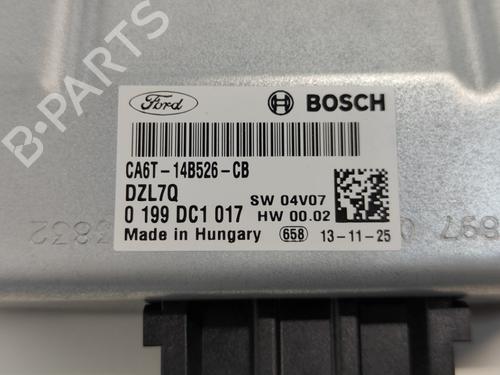 B-PARTS
Ford BOSCH
CA6T-14B526-CB
DZL7Q SW 04V07
0 199 DC1 017 HW 00.02
Made in Hungary 658 13-11-25
3832